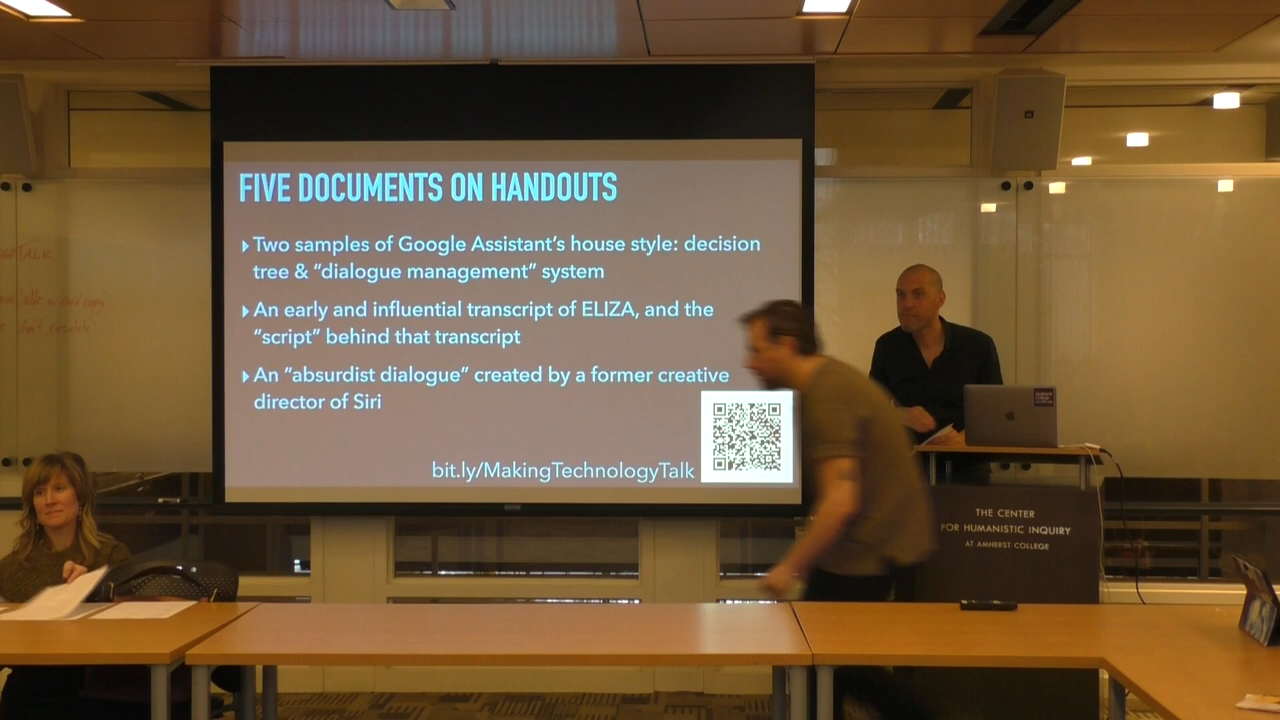 FIVE DOCUMENTS ON HANDOUTS
Two samples of Google Assistant's house style: decision
tree & "dialogue management" system
An early and influential transcript of ELIZA, and the
"script" behind that transcript
An "absurdist dialogue" created by a former creative
director of Siri
bit.ly/MakingTechnologyTalk
THE CENTER
FOR HUMANISTIC INQUIRY
AT AMHERST COLLEGE